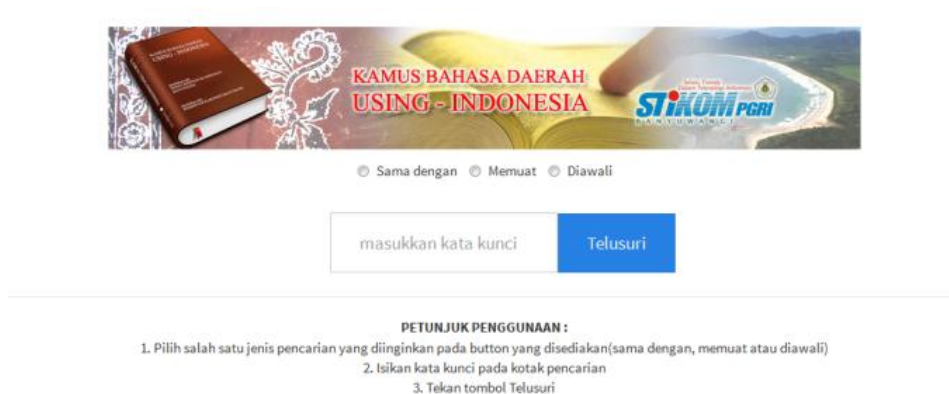 KAMUS BAHASA DAERAH
USING - INDONESIA
STiKOM PGRI
BANYUWANGI
Sama dengan Memuat Diawali
masukkan kata kunci Telusuri
PETUNJUK PENGGUNAAN :
1. Pilih salah satu jenis pencarian yang diinginkan pada button yang disediakan(sama dengan, memuat atau diawali)
2. Isikan kata kunci pada kotak pencarian
3. Tekan tombol Telusuri